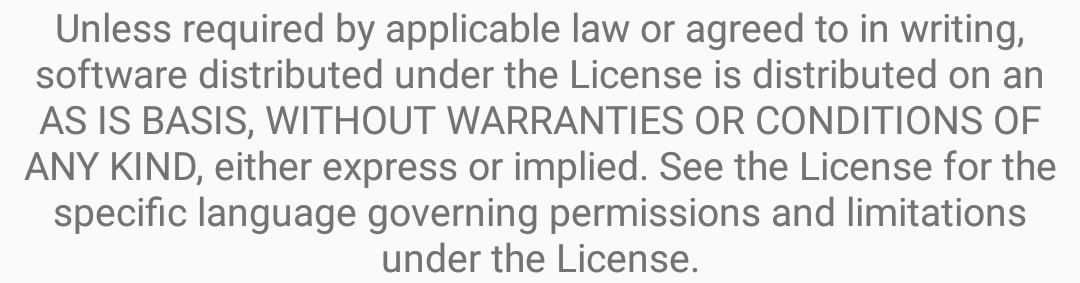 Unless required by applicable law or agreed to in writing,
software distributed under the License is distributed on an
AS IS BASIS, WITHOUT WARRANTIES OR CONDITIONS OF
ANY KIND, either express or implied. See the License for the
specific language governing permissions and limitations
under the License.